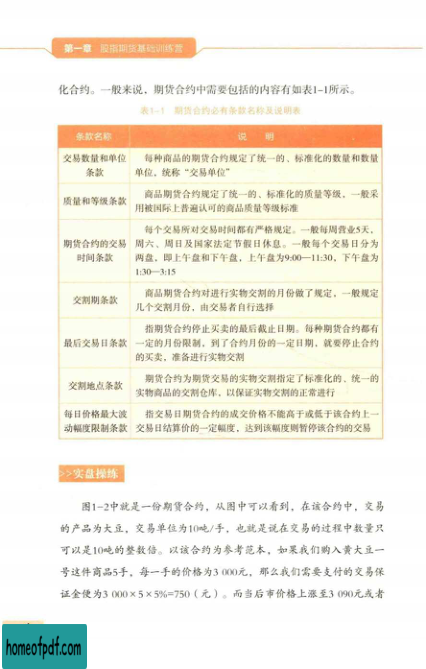 第一章 股指期货基础训练营
化合约。一般来说，期货合约中需要包括的内容有如表1-1所示。
表1-1 期货合约必有条款名称及说明表
条款名称 说 明
交易数量和单位条款
每种商品的期货合约规定了统一的、标准化的数量和数量
单位，统称“交易单位”
质量和等级条款
商品期货合约规定了统一的、标准化的质量等级，一般采
用被国际上普遍认可的商品质量等级标准
期货合约的交易
时间条款
每个交易所对交易时间都有严格规定。一般每周营业5天，
周六、周日及国家法定节假日休息。一般每个交易日分为
两盘，即上午盘和下午盘，上午盘为9:00—11:30，下午盘为
1:30—3:15
交割期条款
商品期货合约对进行实物交割的月份做了规定，一般规定
几个交割月份，由交易者自行选择
最后交易日条款
指期货合约停止买卖的最后截止日期。每种期货合约都有
一定的月份限制，到了合约月份的一定日期，就要停止合约
的买卖，准备进行实物交割
交割地点条款
期货合约为期货交易的实物交割指定了标准化的、统一的
实物商品的交割仓库，以保证实物交割的正常进行
每日价格最大波
动幅度限制条款
指交易日期货合约的成交价格不能高于或低于该合约上一
交易日结算价的一定幅度，达到该幅度则暂停该合约的交易
>>实盘操练
图1-2中就是一份期货合约，从图中可以看到，在该合约中，交易
的产品为大豆，交易单位为10吨/手，也就是说在交易的过程中数量只
可以是10吨的整数倍。以该合约为参考范本，如果我们购入黄大豆一
号这件商品5手，每一手的价格为3 000元，那么我们需要支付的交易保
证金便为3 000×5×5%=750（元）。而当后市价格上涨至3 090元或者
homeofpdf.com